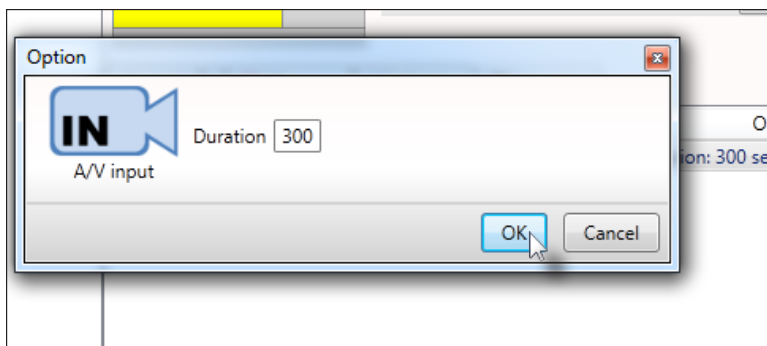 Option
IN
Duration 300
A/V input
O
ion: 300 se
OK
Cancel